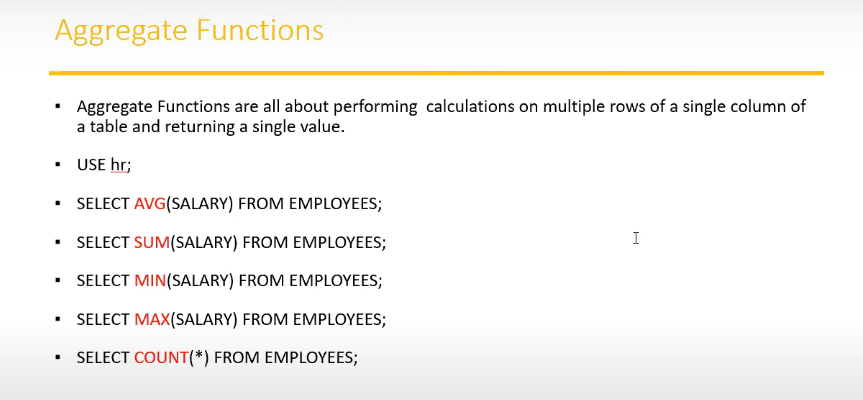 Aggregate Functions
▪ Aggregate Functions are all about performing calculations on multiple rows of a single column of
a table and returning a single value.
▪ USE hr;
▪ SELECT AVG(SALARY) FROM EMPLOYEES;
▪ SELECT SUM(SALARY) FROM EMPLOYEES;
▪ SELECT MIN(SALARY) FROM EMPLOYEES;
▪ SELECT MAX(SALARY) FROM EMPLOYEES;
▪ SELECT COUNT(*) FROM EMPLOYEES;